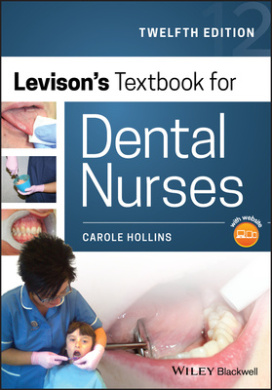 TWELFTH EDITION
12
Levison's Textbook for
Dental
Nurses
CAROLE HOLLINS
with website
WILEY Blackwell